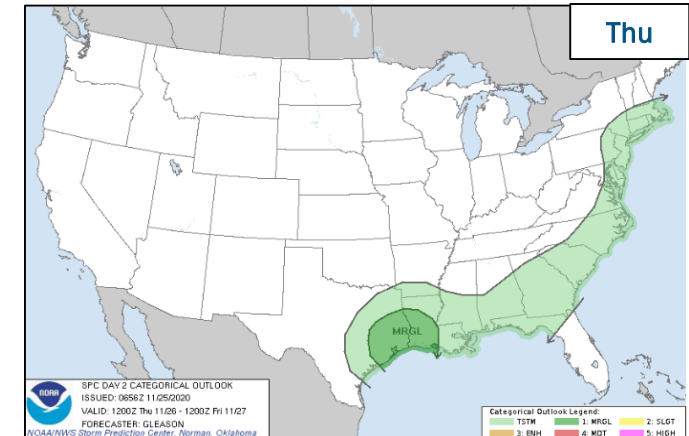 Thu
MRGL
NOAA
SPC DAY 2 CATEGORICAL OUTLOOK
ISSUED: 0656Z 11/25/2020
VALID: 1200Z Thu 11/26 - 1200Z Fri 11/27
FORECASTER: GLEASON
NOAA/NWS Storm Prediction Center, Norman, Oklahoma
Categorical Outlook Legend:
TSTM 1: MRGL 2: SLGT
3: ENH 4: MDT 5: HIGH